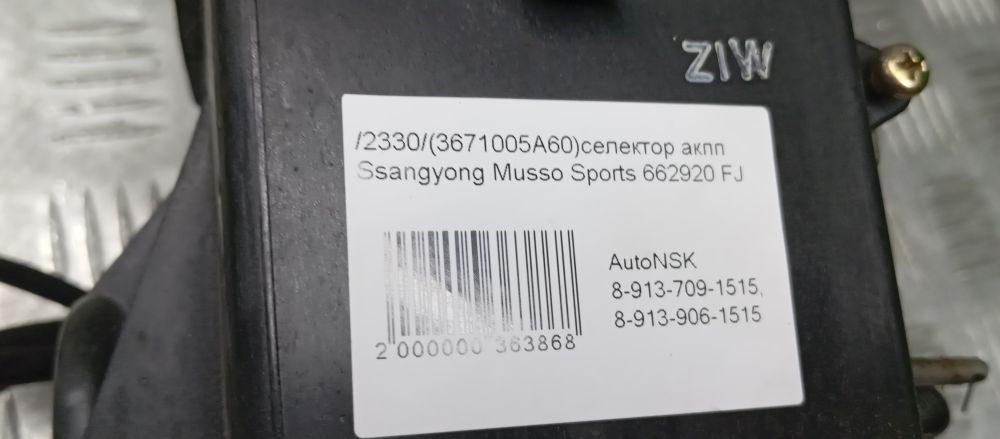 ZIW
/2330/(3671005A60)селектор акпп
Ssangyong Musso Sports 662920 FJ
AutoNSK
8-913-709-1515,
8-913-906-1515
2 000000 363868